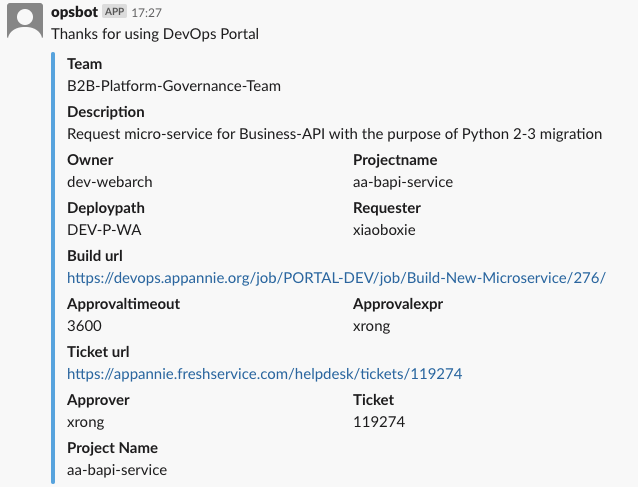 opsbot APP 17:27
Thanks for using DevOps Portal
Team
B2B-Platform-Governance-Team
Description
Request micro-service for Business-API with the purpose of Python 2-3 migration
Owner Projectname
dev-webarch aa-bapi-service
Deploypath Requester
DEV-P-WA xiaoboxie
Build url
https://devops.appannie.org/job/PORTAL-DEV/job/Build-New-Microservice/276/
Approvaltimeout Approvalexpr
3600 xrong
Ticket url
https://appannie.freshservice.com/helpdesk/tickets/119274
Approver Ticket
xrong 119274
Project Name
aa-bapi-service